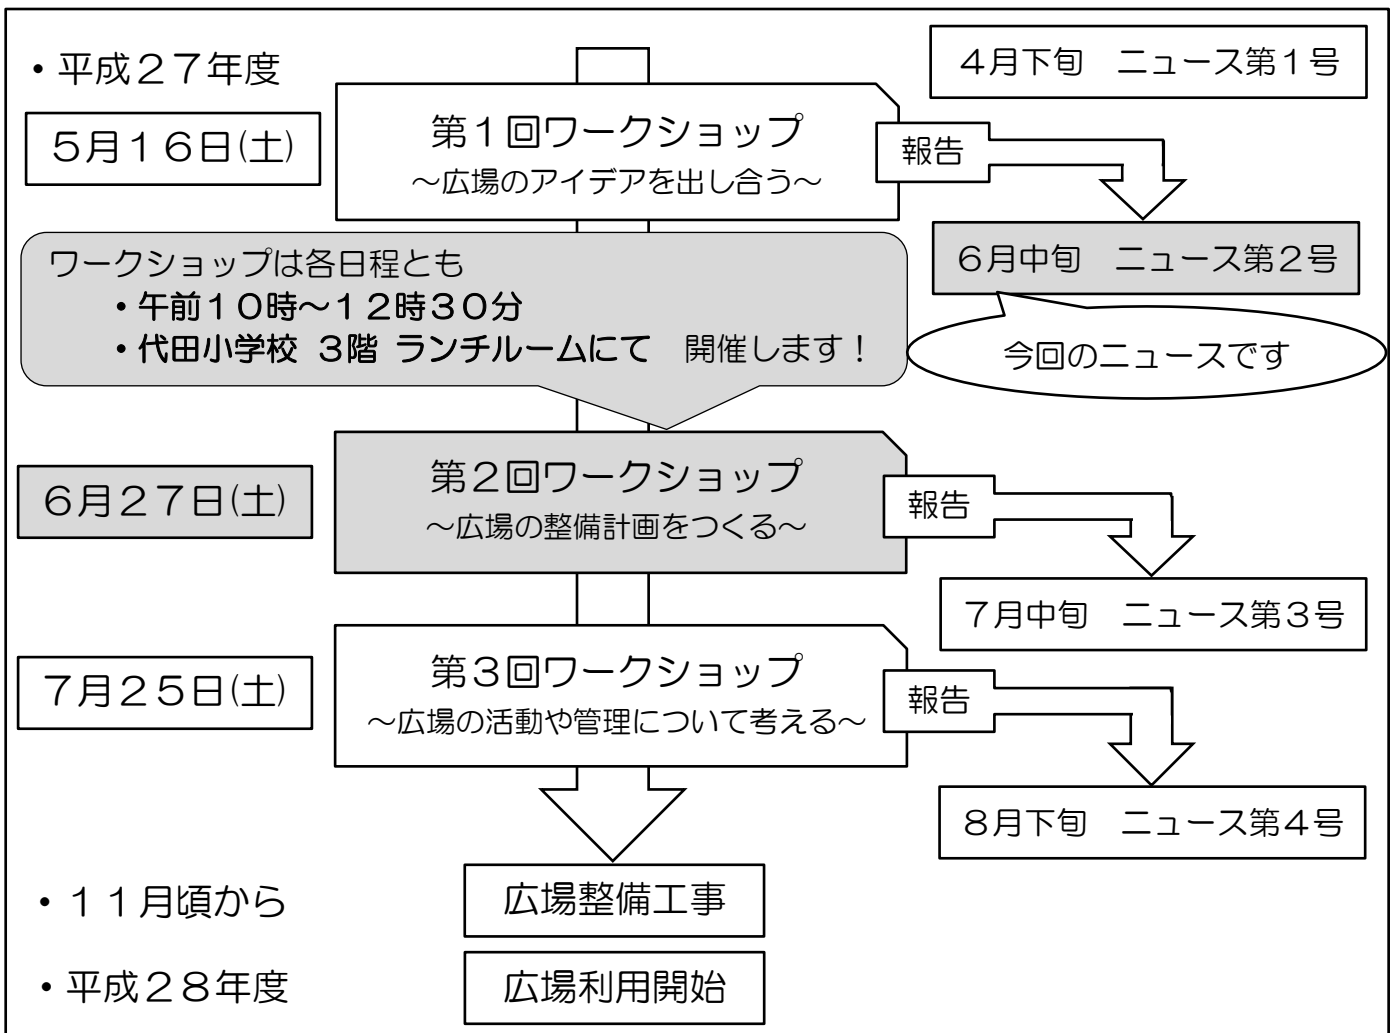 ・平成２７年度
４月下旬　ニュース第１号
５月１６日(土)
第１回ワークショップ
～広場のアイデアを出し合う～
報告
６月中旬　ニュース第２号
今回のニュースです
ワークショップは各日程とも
・午前１０時～１２時３０分
・代田小学校 ３階 ランチルームにて　開催します！
６月２７日(土)
第２回ワークショップ
～広場の整備計画をつくる～
報告
７月中旬　ニュース第３号
７月２５日(土)
第３回ワークショップ
～広場の活動や管理について考える～
報告
８月下旬　ニュース第４号
・１１月頃から
広場整備工事
・平成２８年度
広場利用開始